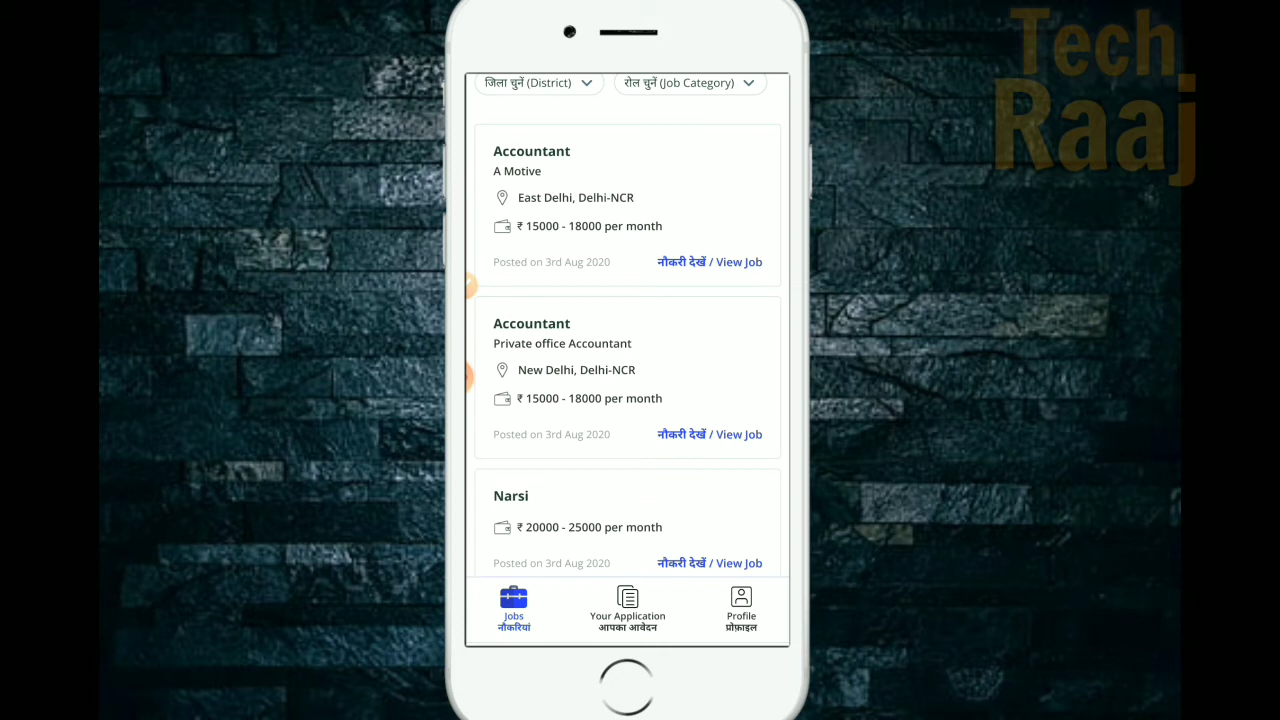 Tech
Raaj
जिला चुनें (District)
रोल चुनें (Job Category)
Accountant
A Motive
East Delhi, Delhi-NCR
₹ 15000 - 18000 per month
Posted on 3rd Aug 2020
नौकरी देखें / View Job
Accountant
Private office Accountant
New Delhi, Delhi-NCR
₹ 15000 - 18000 per month
Posted on 3rd Aug 2020
नौकरी देखें / View Job
Narsi
₹ 20000 - 25000 per month
Posted on 3rd Aug 2020
नौकरी देखें / View Job
Jobs
नौकरियां
Your Application
आपका आवेदन
Profile
प्रोफ़ाइल